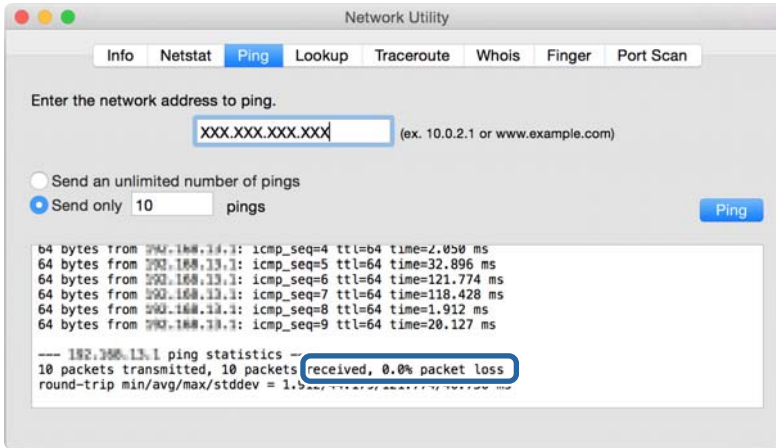 Network Utility
Info Netstat Ping Lookup Traceroute Whois Finger Port Scan
Enter the network address to ping.
XXX.XXX.XXX.XXX (ex. 10.0.2.1 or www.example.com)
Send an unlimited number of pings
Send only 10 pings
Ping
64 bytes from : icmp_seq=4 ttl=64 time=2.050 ms
64 bytes from : icmp_seq=5 ttl=64 time=32.896 ms
64 bytes from : icmp_seq=6 ttl=64 time=121.774 ms
64 bytes from : icmp_seq=7 ttl=64 time=118.428 ms
64 bytes from : icmp_seq=8 ttl=64 time=1.912 ms
64 bytes from : icmp_seq=9 ttl=64 time=20.127 ms
--- ping statistics ---
10 packets transmitted, 10 packets received, 0.0% packet loss
round-trip min/avg/max/stddev = ms